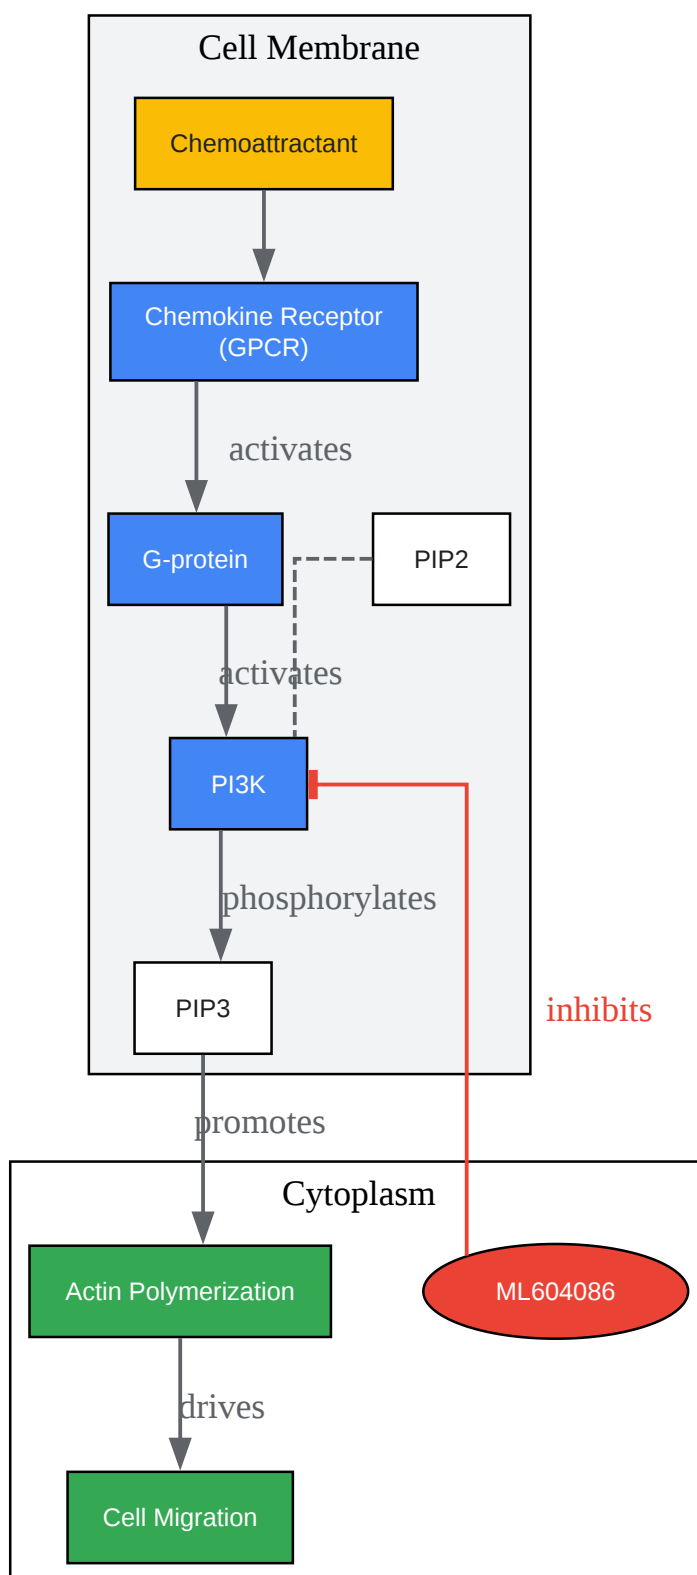 Cell Membrane
Chemoattractant
Chemokine Receptor
(GPCR)
activates
G-protein
PIP2
activates
PI3K
phosphorylates
PIP3
inhibits
promotes
Cytoplasm
Actin Polymerization
ML604086
drives
Cell Migration